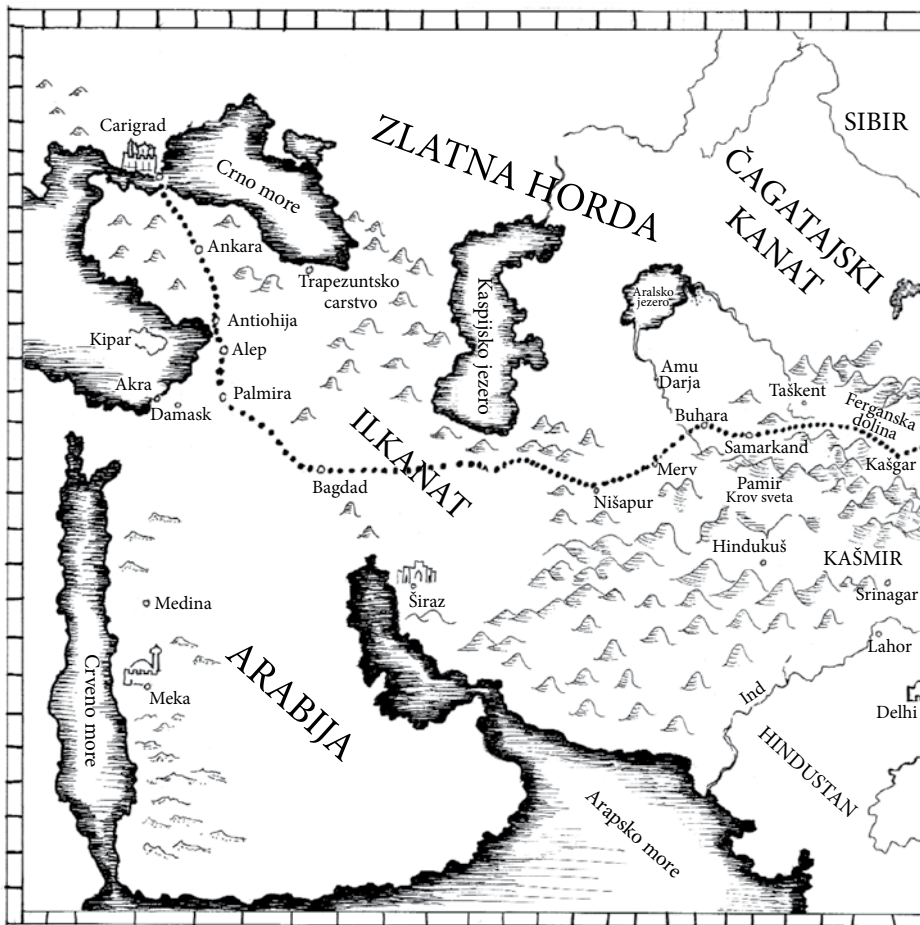 SIBIR
Carigrad
ZLATNA HORDA
ČAGATAJSKI
KANAT
Crno more
Ankara
Trapezuntsko
carstvo
Kaspijsko jezero
Aralsko
jezero
Antiohija
Kipar
Alep
Amu
Darja
Taškent
Akra
Palmira
Damask
Ferganska
dolina
Buhara
Samarkand
ILKANAT
Kašgar
Merv
Bagdad
Pamir
Krov sveta
Nišapur
Hindukuš
KAŠMIR
Širaz
Srinagar
Medina
Lahor
ARABIJA
Crveno more
Meka
Ind
Delhi
HINDUSTAN
Arapsko more